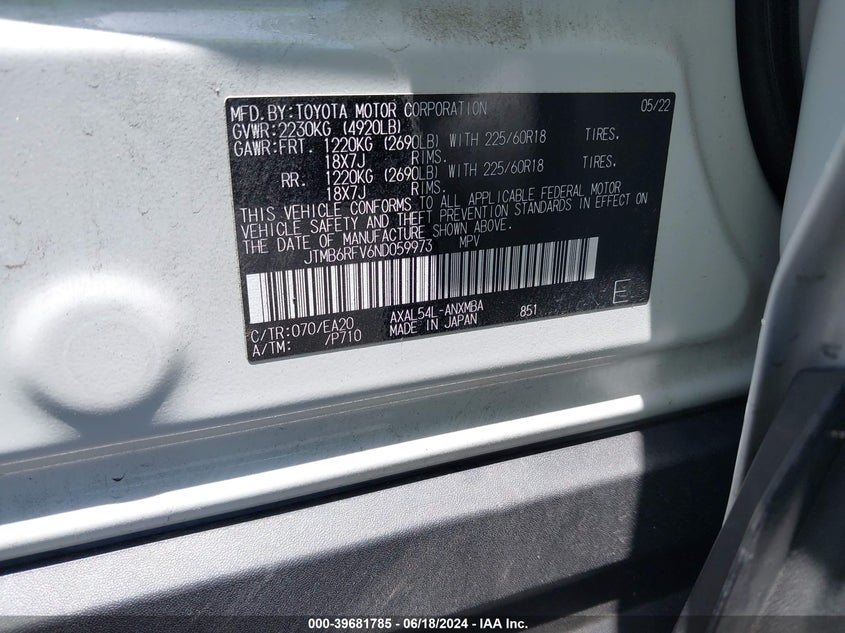 MFD. BY: TOYOTA MOTOR CORPORATION 05/22
GVWR: 2230KG (4920LB)
GAWR: FRT. 1220KG (2690LB) WITH 225/60R18 TIRES.
18X7J RIMS.
RR. 1220KG (2690LB) WITH 225/60R18 TIRES.
18X7J RIMS.
THIS VEHICLE CONFORMS TO ALL APPLICABLE FEDERAL MOTOR
VEHICLE SAFETY AND THEFT PREVENTION STANDARDS IN EFFECT ON
THE DATE OF MANUFACTURE
JTMB6RFV6ND059973 MPV
C/TR: 070/EA20 AXAL54L-ANXMBA 851 E
A/TM: /P710 MADE IN JAPAN
000-39681785 - 06/18/2024 - IAA Inc.